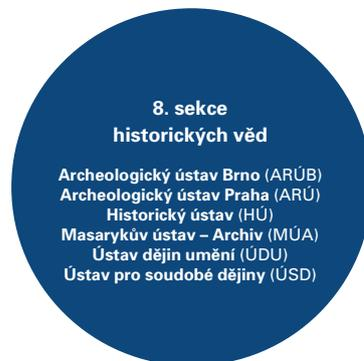 8. sekce
historických věd
Archeologický ústav Brno (ARÚB)
Archeologický ústav Praha (ARÚ)
Historický ústav (HÚ)
Masarykův ústav – Archiv (MÚA)
Ústav dějin umění (ÚDU)
Ústav pro soudobé dějiny (ÚSD)